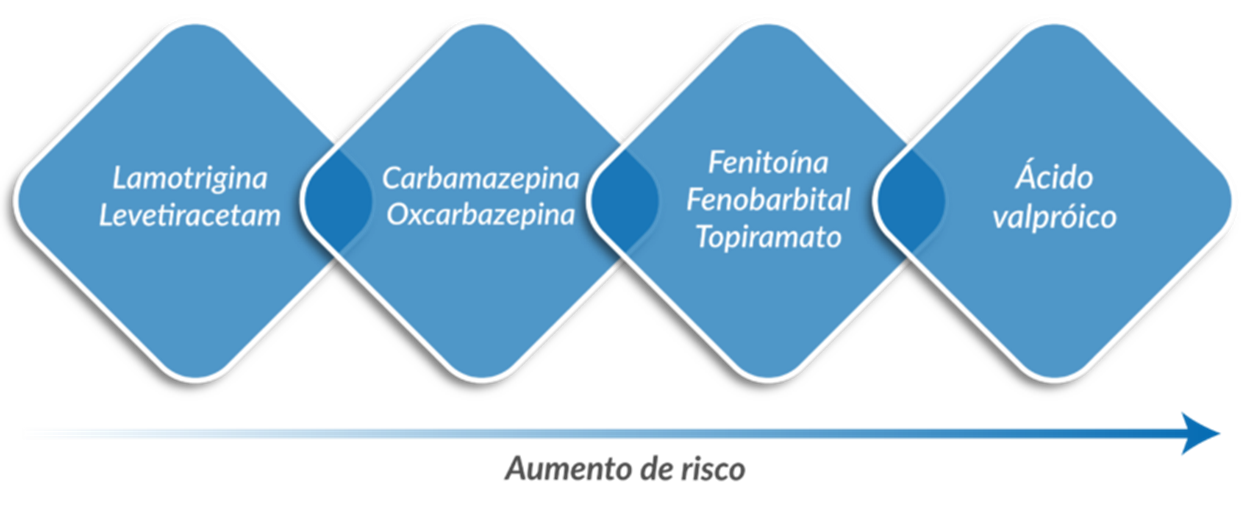 Lamotrigina
Levetiracetam
Carbamazepina
Oxcarbazepina
Fenitoína
Fenobarbital
Topiramato
Ácido
valpróico
Aumento de risco